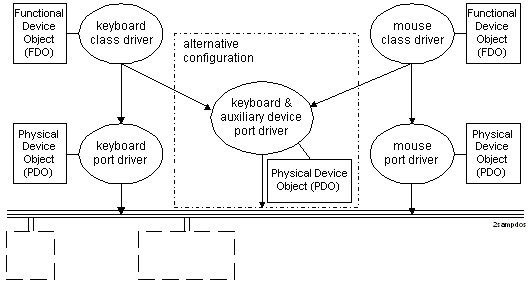 Functional
Device
Object
(FDO)
keyboard
class driver
alternative
configuration
mouse
class driver
Functional
Device
Object
(FDO)
keyboard &
auxiliary device
port driver
Physical
Device
Object
(PDO)
keyboard
port driver
Physical Device
Object (PDO)
mouse
port driver
Physical
Device
Object
(PDO)
2sampdos